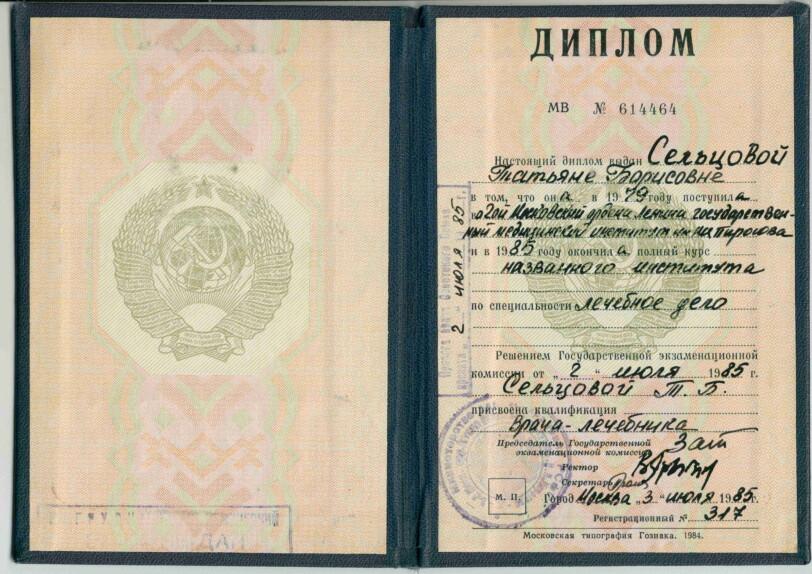 ДИПЛОМ
МВ № 614464
Настоящий диплом выдан Сельцовой
Татьяне Борисовне
в том, что он а в 1979 году поступил а
во 2ой Московский ордена Ленина государствен-
ный медицинский институт им. Н.И. Пирогова
и в 1985 году окончил а полный курс
названного института
по специальности лечебное дело
Решением Государственной экзаменационной
комиссии от „2“ июля 1985 г.
Сельцовой Т. Б.
присвоена квалификация
врача-лечебника
Председатель Государственной
экзаменационной комиссии
Ректор
Секретарь
М. П.
Город Москва „3“ июля 1985 г.
Регистрационный № 317
Московская типография Гознака. 1984.
2 июля 85